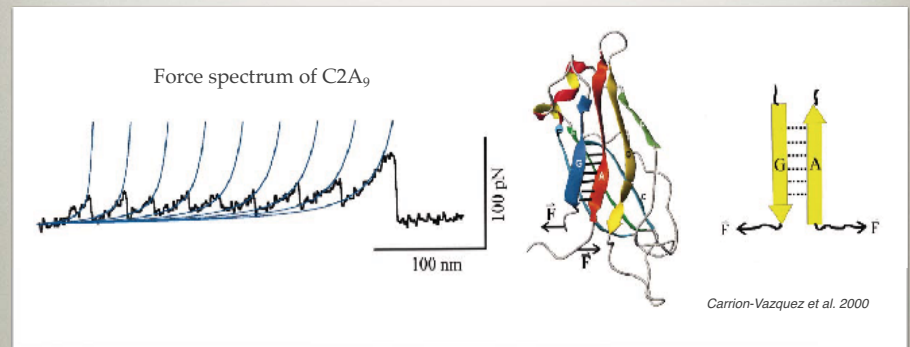 Force spectrum of C2A₉
100 pN
100 nm
G
A
F
F
G
A
F
F
Carrion-Vazquez et al. 2000